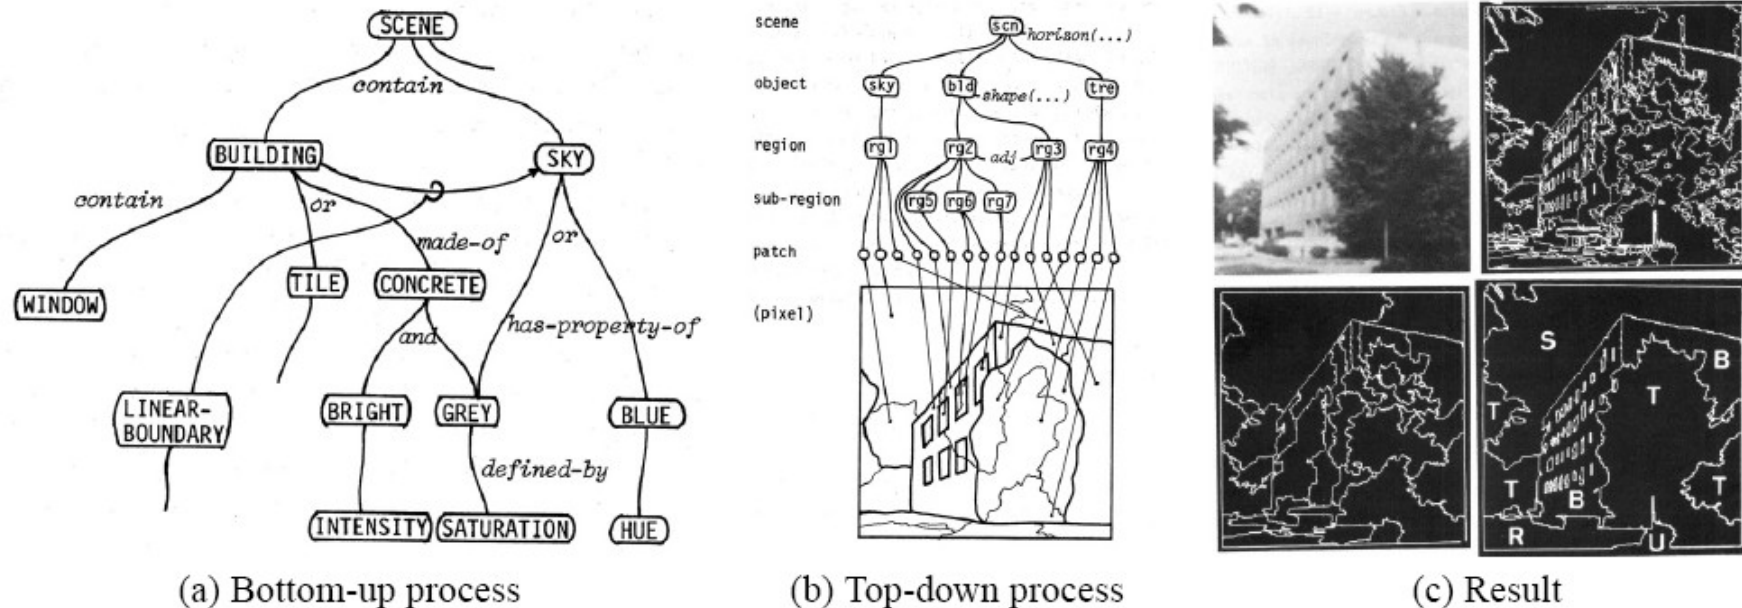 SCENE
contain
BUILDING
SKY
contain
or
made-of
or
WINDOW
TILE
CONCRETE
and
has-property-of
LINEAR-
BOUNDARY
BRIGHT
GREY
BLUE
defined-by
INTENSITY
SATURATION
HUE
(a) Bottom-up process
scene
scn
horison(...)
object
sky
bld
shape(...)
tre
region
rg1
rg2
adj
rg3
rg4
sub-region
rg5
rg6
rg7
patch
(pixel)
(b) Top-down process
S
B
T
T
T
B
T
R
U
(c) Result